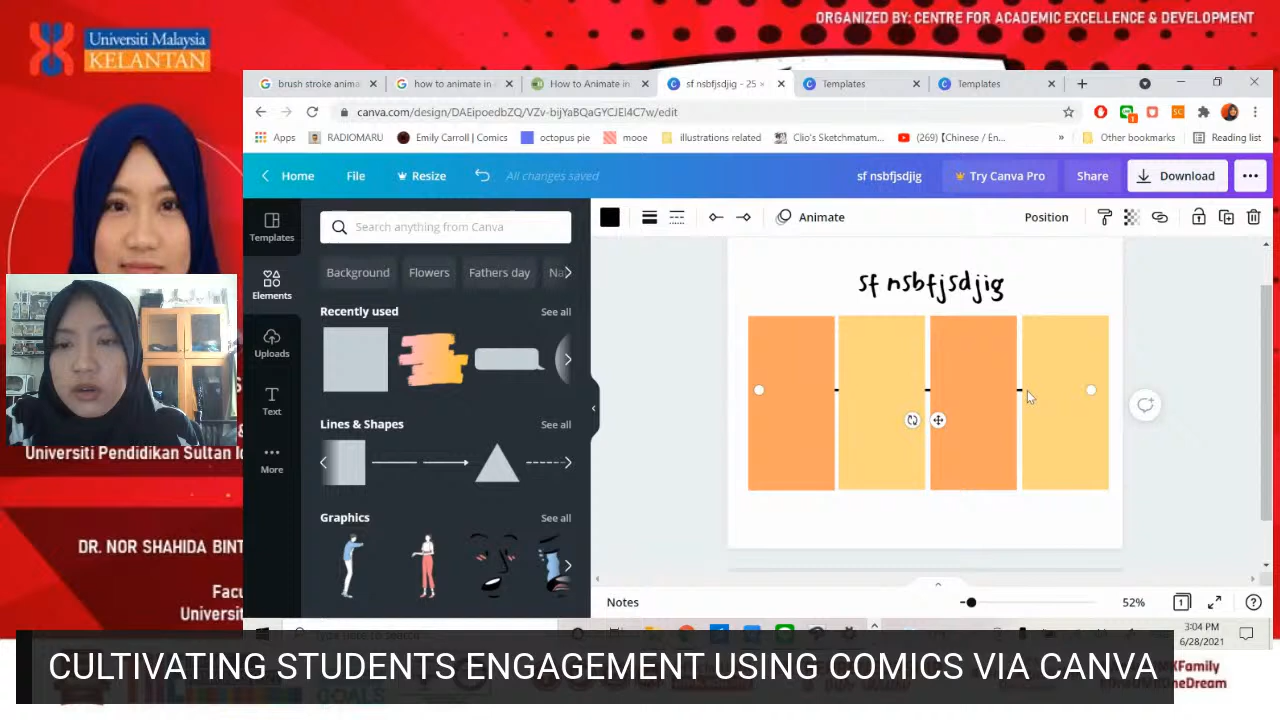 ORGANIZED BY: CENTRE FOR ACADEMIC EXCELLENCE & DEVELOPMENT
Universiti Malaysia
KELANTAN
brush stroke anima
how to animate in
How to Animate in
sf nsbfjsdjig - 25
Templates
Templates
canva.com/design/DAEipoedbZQ/VZv-bijYaBQaGYCJEl4C7w/edit
Apps
RADIOMARU
Emily Carroll | Comics
octopus pie
mooe
illustrations related
Clio's Sketchmatum...
(269)【Chinese / En...
Other bookmarks
Reading list
Home
File
Resize
All changes saved
sf nsbfjsdjig
Try Canva Pro
Share
Download
Templates
Elements
Uploads
Text
More
Search anything from Canva
Background
Flowers
Fathers day
Na
Recently used
See all
Lines & Shapes
See all
Graphics
See all
Animate
Position
sf nsbfjsdjig
Notes
52%
1
Universiti Pendidikan Sultan
DR. NOR SHAHIDA BINT
Universit
Type here to search
3:04 PM
6/28/2021
CULTIVATING STUDENTS ENGAGEMENT USING COMICS VIA CANVA